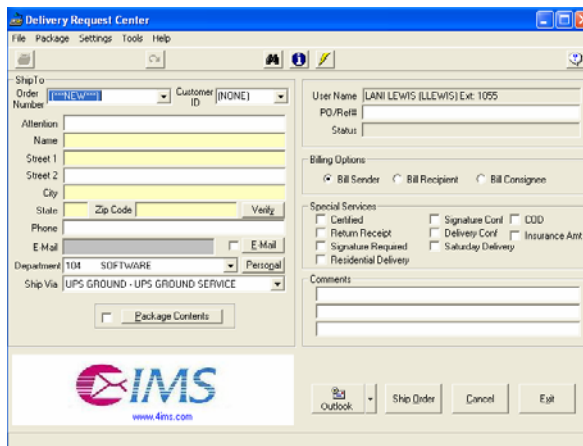 Delivery Request Center
File Package Settings Tools Help
ShipTo
Order Number (***NEW***) Customer ID (NONE)
Attention
Name
Street 1
Street 2
City
State Zip Code Verify
Phone
E Mail E-Mail
Department 104 SOFTWARE Personal
Ship Via UPS GROUND - UPS GROUND SERVICE
Package Contents
User Name LANI LEWIS (LLEWIS) Ext: 1055
PO/Ref#
Status
Billing Options
Bill Sender Bill Recipient Bill Consignee
Special Services
Certified Signature Conf COD
Return Receipt Delivery Conf Insurance Amt
Signature Required Saturday Delivery
Residential Delivery
Comments
IMS
www.4ims.com
Outlook Ship Order Cancel Exit